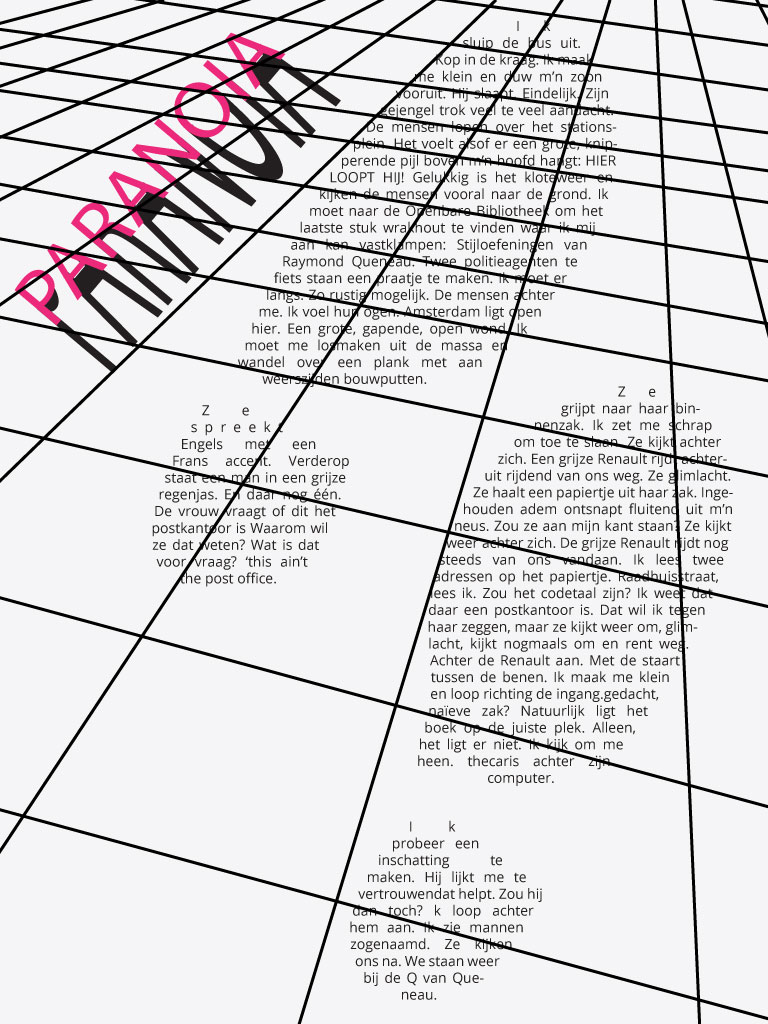 PARANOIA
PARANOIA
Ik
sluip de bus uit.
Kop in de kraag. Ik maak
me klein en duw m’n zoon
vooruit. Hij slaapt. Eindelijk. Zijn
gejengel trok veel te veel aandacht.
De mensen lopen over het stations-
plein. Het voelt alsof er een grote, knip-
perende pijl boven m’n hoofd hangt: HIER
LOOPT HIJ! Gelukkig is het kloteweer en
kijken de mensen vooral naar de grond. Ik
moet naar de Openbare Bibliotheek om het
laatste stuk wrakhout te vinden waar ik mij
aan kan vastklampen: Stijloefeningen van
Raymond Queneau. Twee politieagenten te
fiets staan een praatje te maken. Ik moet er
langs. Zo rustig mogelijk. De mensen achter
me. Ik voel hun ogen. Amsterdam ligt open
hier. Een grote, gapende, open wond. Ik
moet me losmaken uit de massa en
wandel over een plank met aan
weerszijden bouwputten.
Ze
spreekt
Engels met een
Frans accent. Verderop
staat een man in een grijze
regenjas. En daar nog één.
De vrouw vraagt of dit het
postkantoor is Waarom wil
ze dat weten? Wat is dat
voor vraag? ‘this ain’t
the post office.
Ze
grijpt naar haar bin-
nenzak. Ik zet me schrap
om toe te slaan. Ze kijkt achter
zich. Een grijze Renault rijdt achter-
uit rijdend van ons weg. Ze glimlacht.
Ze haalt een papiertje uit haar zak. Inge-
houden adem ontsnapt fluitend uit m’n
neus. Zou ze aan mijn kant staan? Ze kijkt
weer achter zich. De grijze Renault rijdt nog
steeds van ons vandaan. Ik lees twee
adressen op het papiertje. Raadhuisstraat,
lees ik. Zou het codetaal zijn? Ik weet dat
daar een postkantoor is. Dat wil ik tegen
haar zeggen, maar ze kijkt weer om, glim-
lacht, kijkt nogmaals om en rent weg.
Achter de Renault aan. Met de staart
tussen de benen. Ik maak me klein
en loop richting de ingang.gedacht,
naïeve zak? Natuurlijk ligt het
boek op de juiste plek. Alleen,
het ligt er niet. Ik kijk om me
heen. thecaris achter zijn
computer.
Ik
probeer een
inschatting te
maken. Hij lijkt me te
vertrouwendat helpt. Zou hij
dan toch? k loop achter
hem aan. Ik zie mannen
zogenaamd. Ze kijken
ons na. We staan weer
bij de Q van Que-
neau.